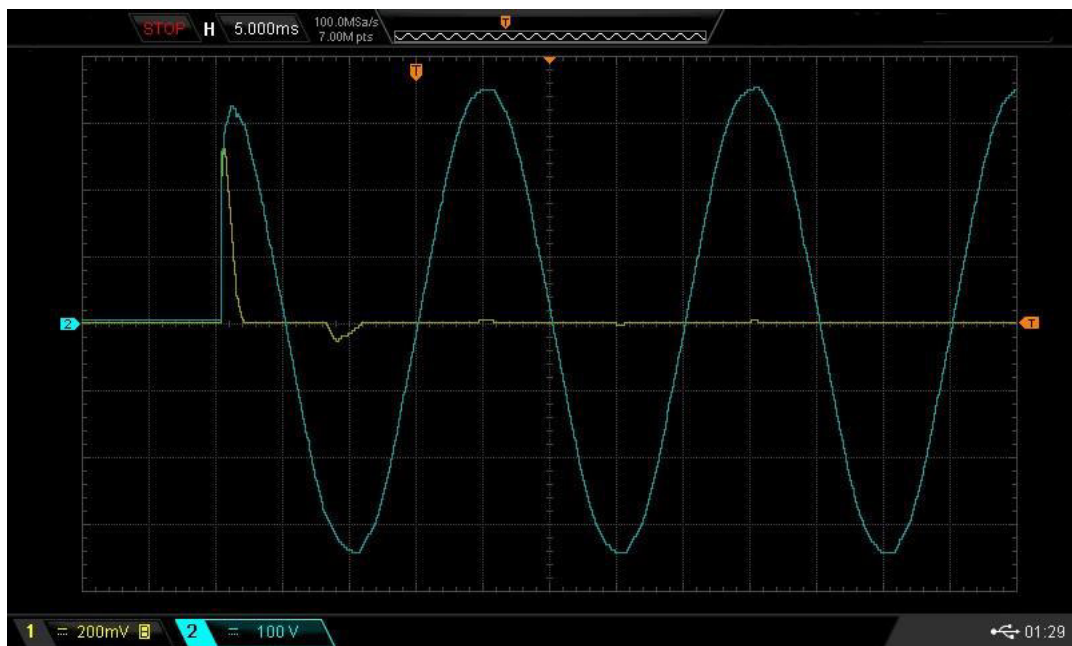 STOP H 5.000ms 100.0MSa/s
7.00M pts
T
T
2
T
1 = 200mV B 2 = 100 V 01:29